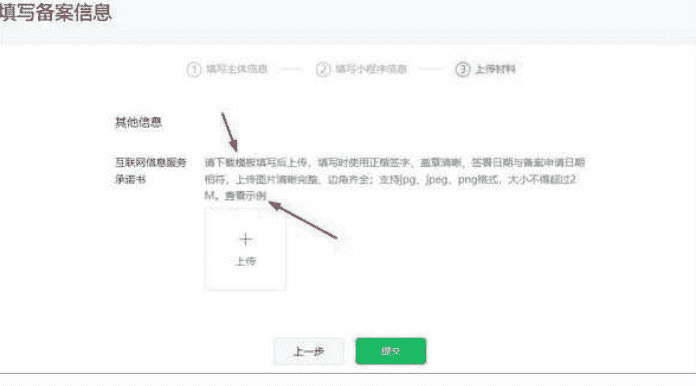 填写备案信息
① 填写主体信息 ② 填写小程序信息 ③ 上传材料
其他信息
互联网信息服务
承诺书
请下载模板填写后上传，填写时使用正楷签字、盖章清晰、签署日期与备案申请日期
相符，上传图片清晰完整、边角齐全；支持jpg、jpeg、png格式，大小不得超过2
M。查看示例
上传
上一步 提交